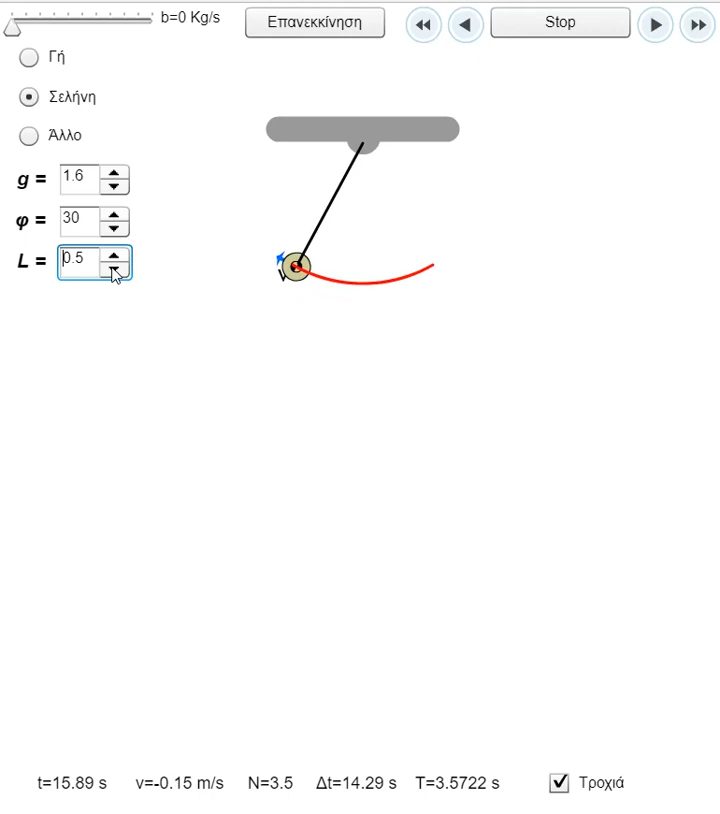 b=0 Kg/s Επανεκκίνηση Stop
Γή
Σελήνη
Άλλο
g = 1.6
φ = 30
L = 0.5
v
t=15.89 s v=-0.15 m/s N=3.5 Δt=14.29 s T=3.5722 s Τροχιά